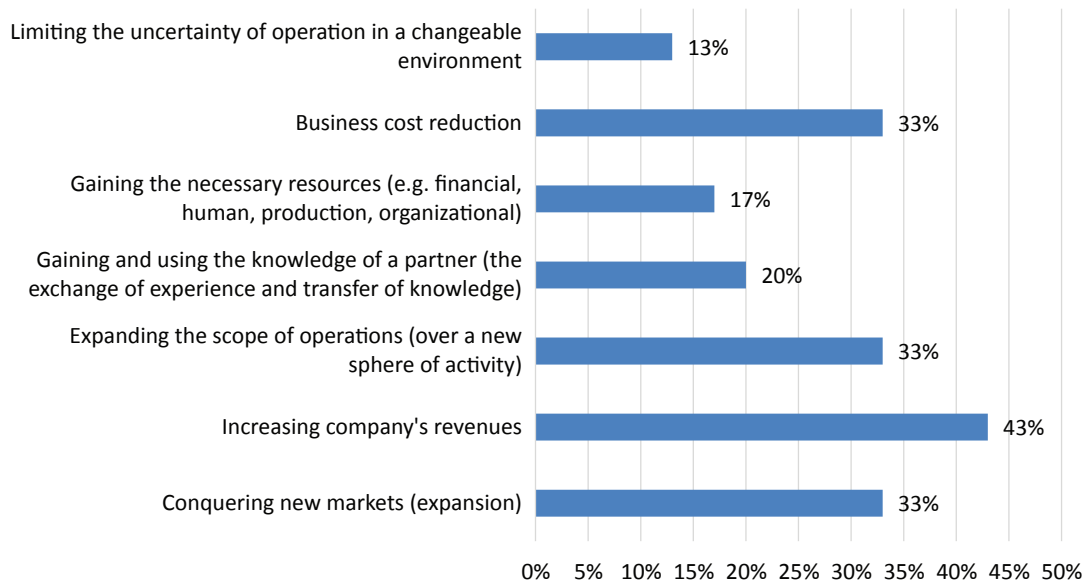 Limiting the uncertainty of operation in a changeable
environment
13%
Business cost reduction
33%
Gaining the necessary resources (e.g. financial,
human, production, organizational)
17%
Gaining and using the knowledge of a partner (the
exchange of experience and transfer of knowledge)
20%
Expanding the scope of operations (over a new
sphere of activity)
33%
Increasing company's revenues
43%
Conquering new markets (expansion)
33%
0% 5% 10% 15% 20% 25% 30% 35% 40% 45% 50%